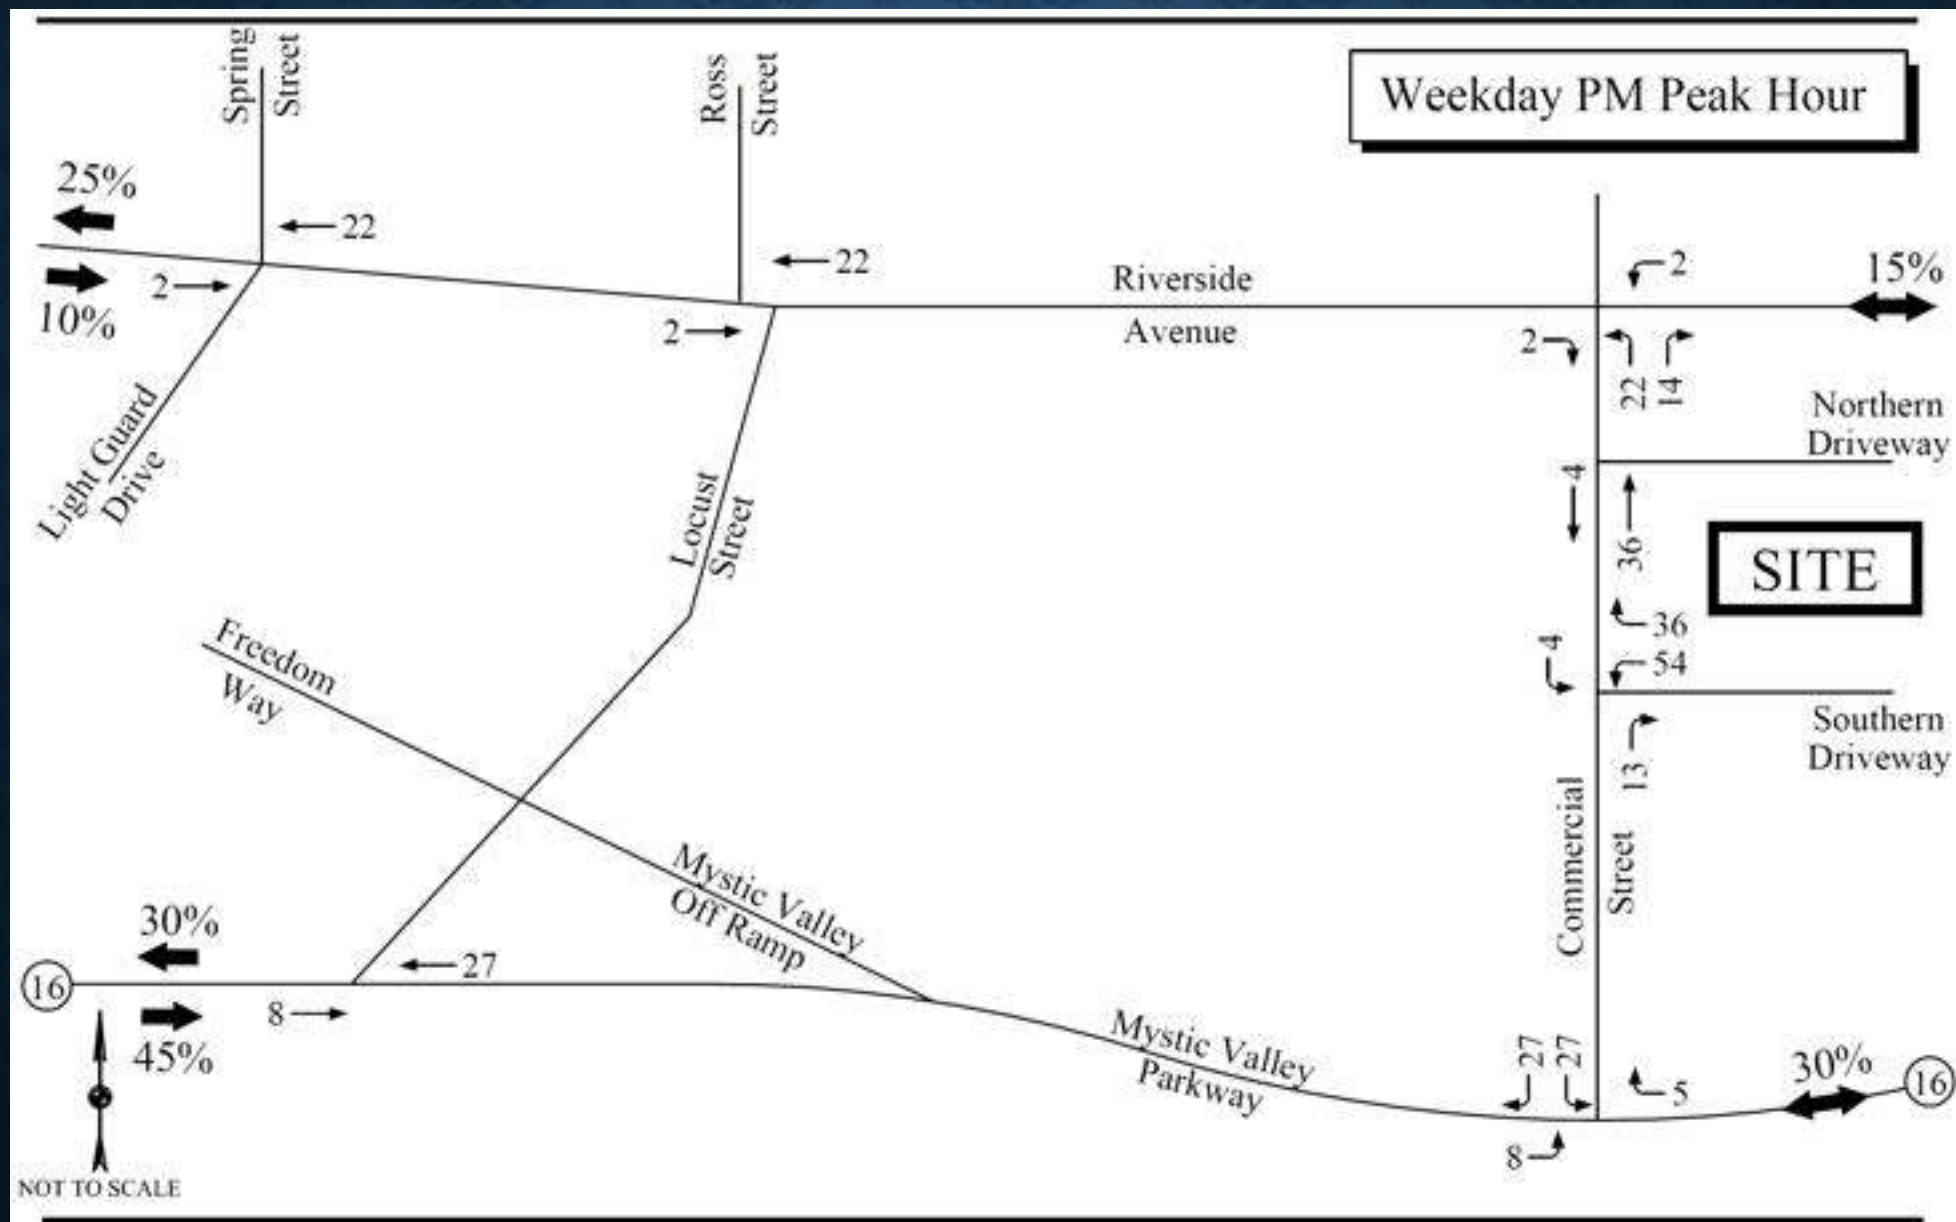 Spring
Street
Ross
Street
Weekday PM Peak Hour
25%
22
2
10%
22
2
Riverside
Avenue
2
15%
2
22
14
Northern
Driveway
Light Guard
Drive
Locust
Street
4
36
SITE
36
4
54
Freedom
Way
Southern
Driveway
13
Commercial
Street
Mystic Valley
Off Ramp
30%
27
16
8
45%
Mystic Valley
Parkway
27
27
5
30%
16
8
NOT TO SCALE